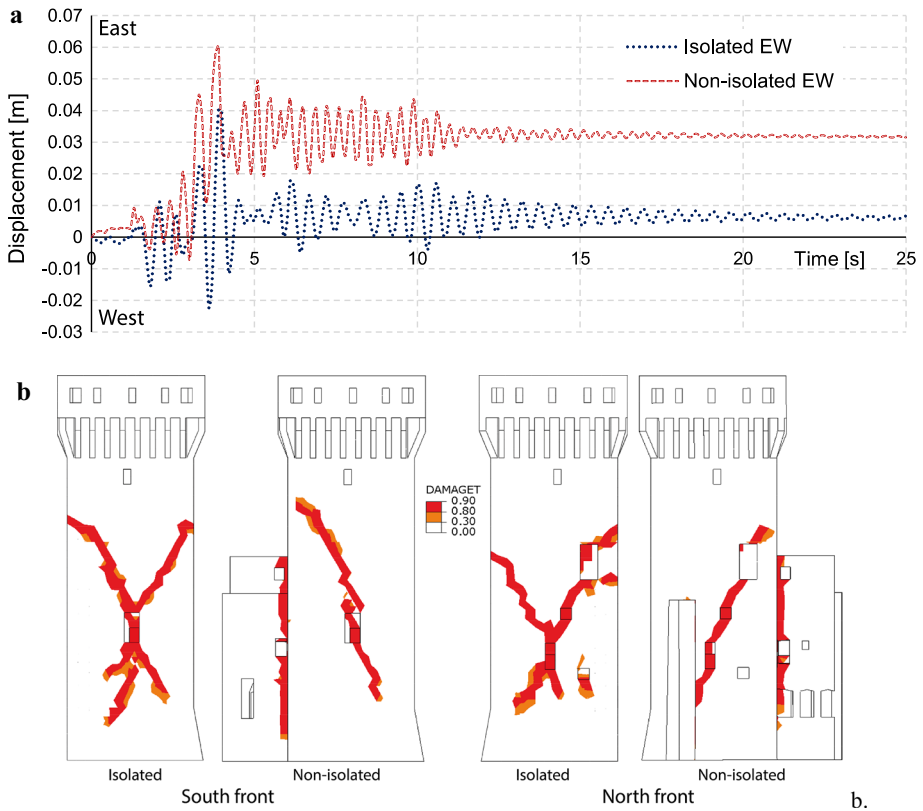 a
0.07
East
0.06
Isolated EW
0.05
Non-isolated EW
0.04
0.03
0.02
0.01
0
-0.01
-0.02
-0.03
Displacement [m]
0
5
10
15
20
25
Time [s]
West
b
DAMAGET
0.90
0.80
0.30
0.00
Isolated
Non-isolated
Isolated
Non-isolated
South front
North front
b.